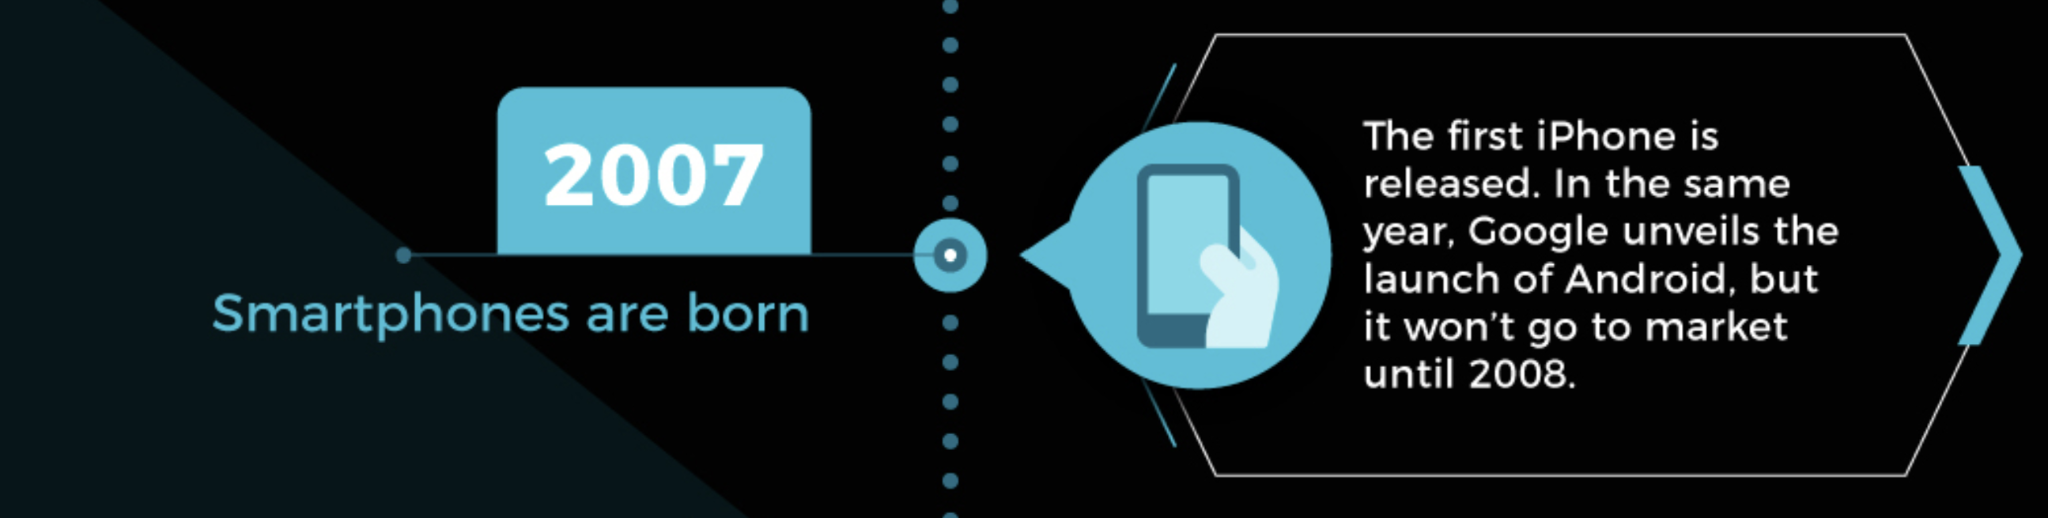 2007
Smartphones are born
The first iPhone is
released. In the same
year, Google unveils the
launch of Android, but
it won’t go to market
until 2008.